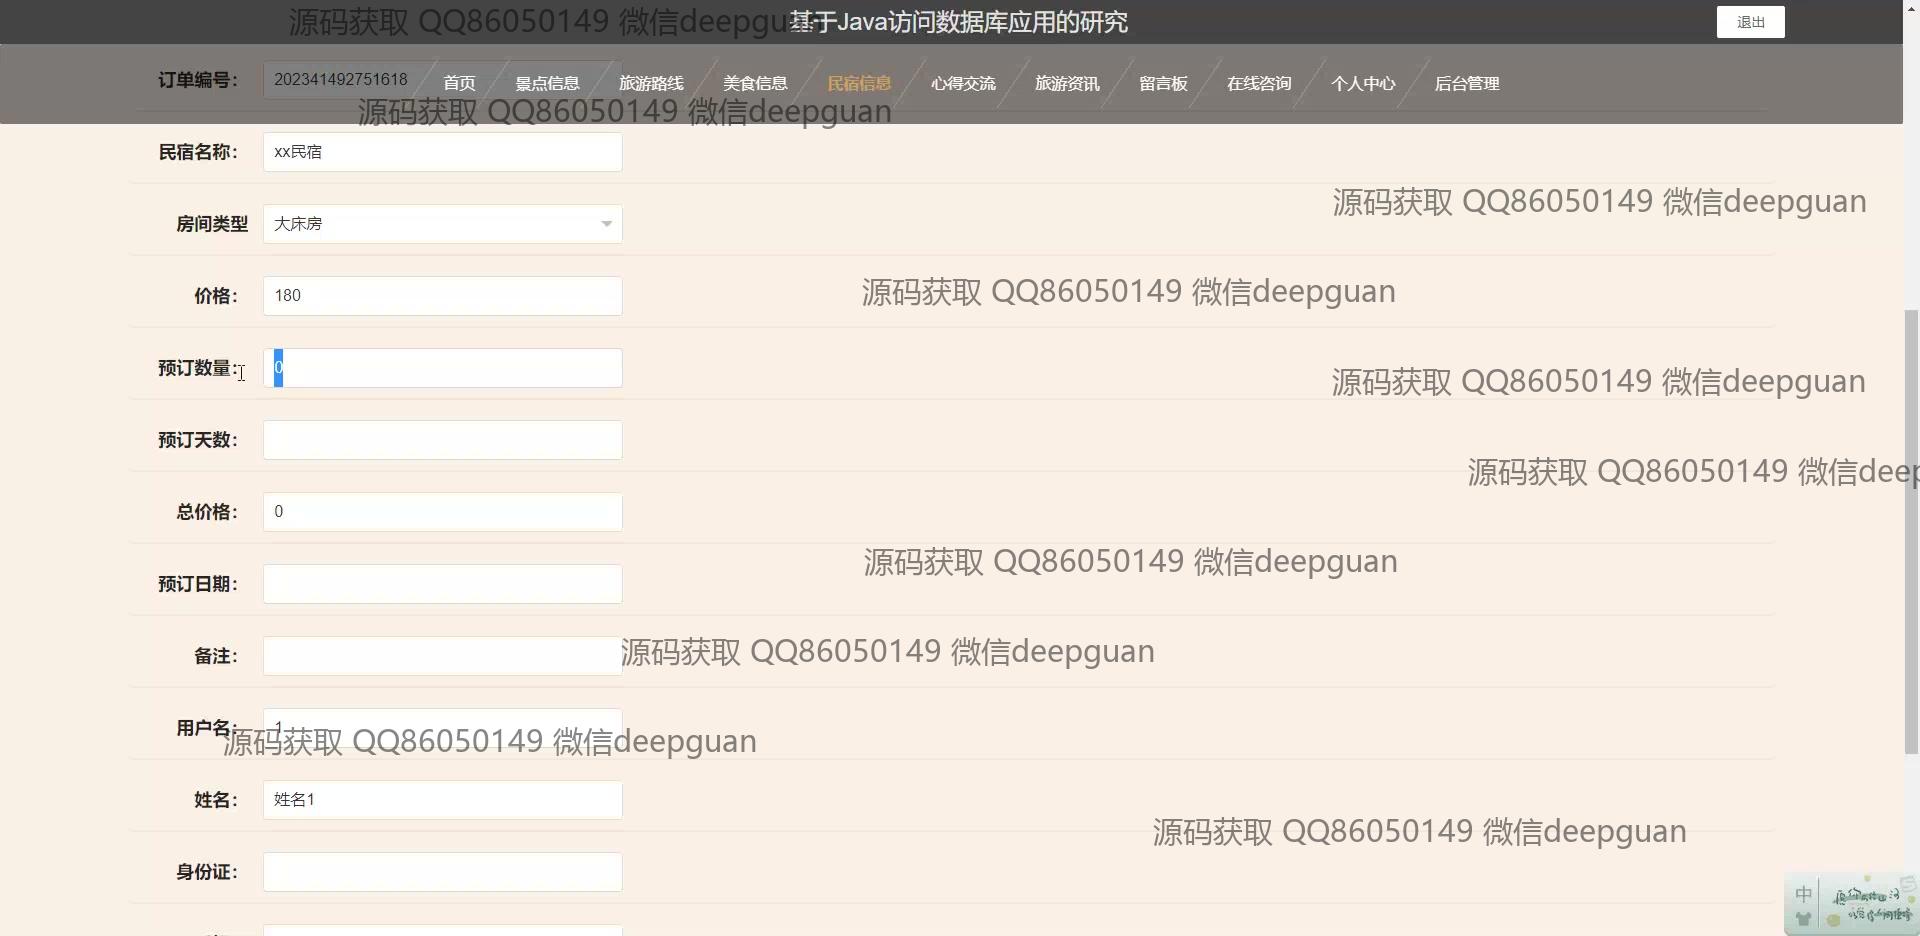 源码获取 QQ86050149 微信deepguan
基于Java访问数据库应用的研究
退出
订单编号： 202341492751618
首页 景点信息 旅游路线 美食信息 民宿信息 心得交流 旅游资讯 留言板 在线咨询 个人中心 后台管理
源码获取 QQ86050149 微信deepguan
民宿名称： xx民宿
源码获取 QQ86050149 微信deepguan
房间类型 大床房
价格： 180
源码获取 QQ86050149 微信deepguan
预订数量： 0
源码获取 QQ86050149 微信deepguan
预订天数：
源码获取 QQ86050149 微信deep
总价格： 0
源码获取 QQ86050149 微信deepguan
预订日期：
备注：
源码获取 QQ86050149 微信deepguan
用户名： 1
源码获取 QQ86050149 微信deepguan
姓名： 姓名1
源码获取 QQ86050149 微信deepguan
身份证：
中